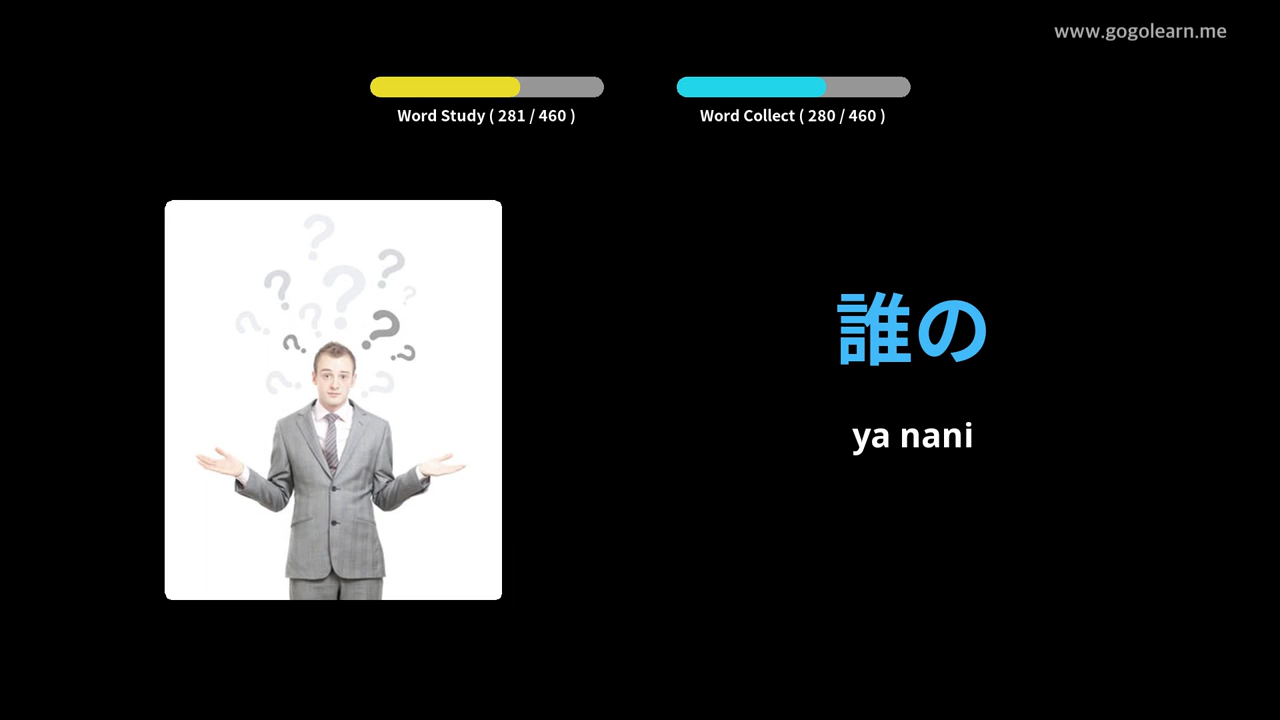 www.gogolearn.me
Word Study ( 281 / 460 )
Word Collect ( 280 / 460 )
誰の
ya nani